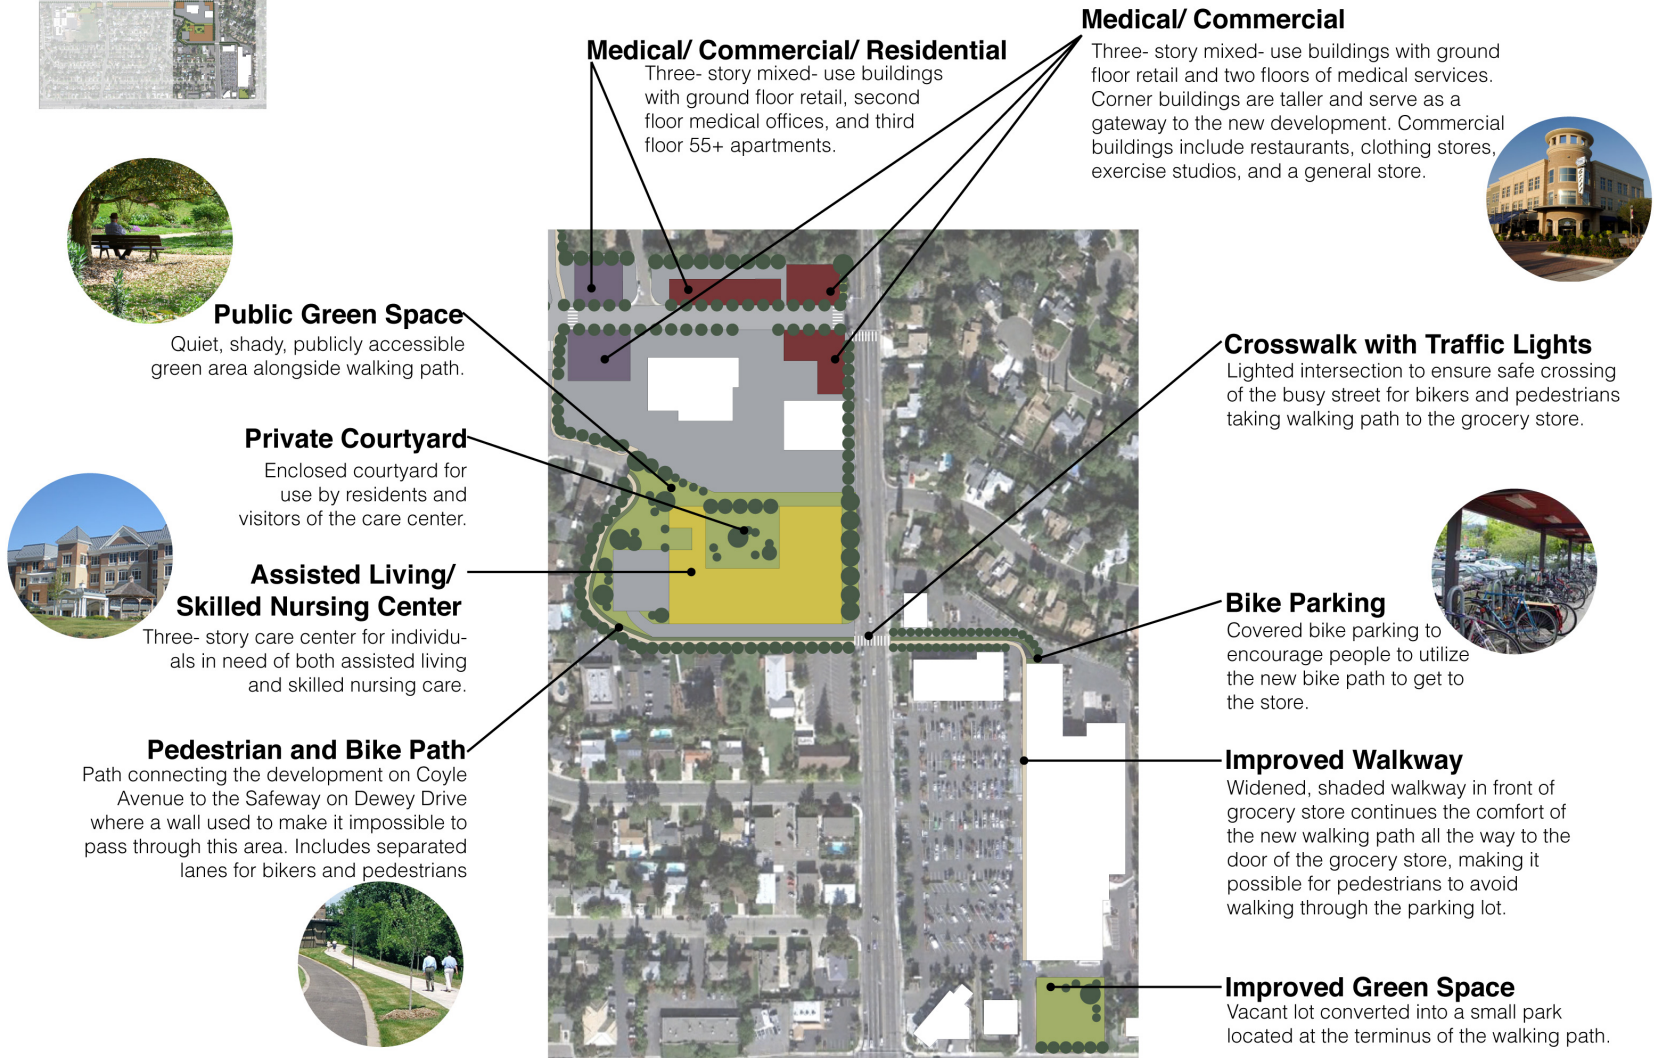 Medical/ Commercial/ Residential
Three- story mixed- use buildings
with ground floor retail, second
floor medical offices, and third
floor 55+ apartments.
Medical/ Commercial
Three- story mixed- use buildings with ground
floor retail and two floors of medical services.
Corner buildings are taller and serve as a
gateway to the new development. Commercial
buildings include restaurants, clothing stores,
exercise studios, and a general store.
Public Green Space
Quiet, shady, publicly accessible
green area alongside walking path.
Private Courtyard
Enclosed courtyard for
use by residents and
visitors of the care center.
Assisted Living/
Skilled Nursing Center
Three- story care center for individu-
als in need of both assisted living
and skilled nursing care.
Pedestrian and Bike Path
Path connecting the development on Coyle
Avenue to the Safeway on Dewey Drive
where a wall used to make it impossible to
pass through this area. Includes separated
lanes for bikers and pedestrians
Crosswalk with Traffic Lights
Lighted intersection to ensure safe crossing
of the busy street for bikers and pedestrians
taking walking path to the grocery store.
Bike Parking
Covered bike parking to
encourage people to utilize
the new bike path to get to
the store.
Improved Walkway
Widened, shaded walkway in front of
grocery store continues the comfort of
the new walking path all the way to the
door of the grocery store, making it
possible for pedestrians to avoid
walking through the parking lot.
Improved Green Space
Vacant lot converted into a small park
located at the terminus of the walking path.